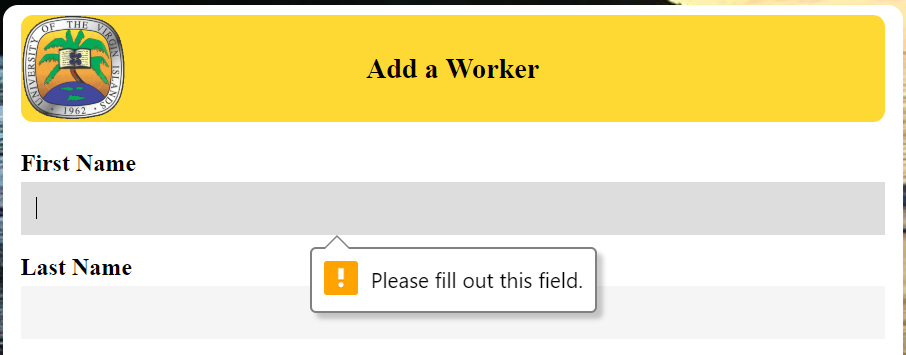 UNIVERSITY OF THE VIRGIN ISLANDS
· 1962 ·
Add a Worker
First Name
Please fill out this field.
Last Name